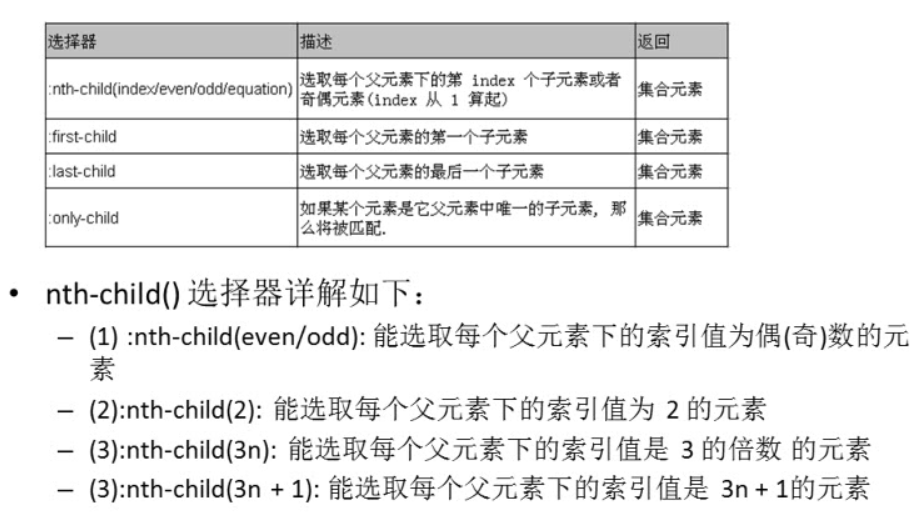 选择器 描述 返回
:nth-child(index/even/odd/equation) 选取每个父元素下的第 index 个子元素或者
奇偶元素(index 从 1 算起) 集合元素
:first-child 选取每个父元素的第一个子元素 集合元素
:last-child 选取每个父元素的最后一个子元素 集合元素
:only-child 如果某个元素是它父元素中唯一的子元素, 那
么将被匹配. 集合元素
• nth-child() 选择器详解如下:
– (1) :nth-child(even/odd): 能选取每个父元素下的索引值为偶(奇)数的元
素
– (2):nth-child(2): 能选取每个父元素下的索引值为 2 的元素
– (3):nth-child(3n): 能选取每个父元素下的索引值是 3 的倍数 的元素
– (3):nth-child(3n + 1): 能选取每个父元素下的索引值是 3n + 1的元素